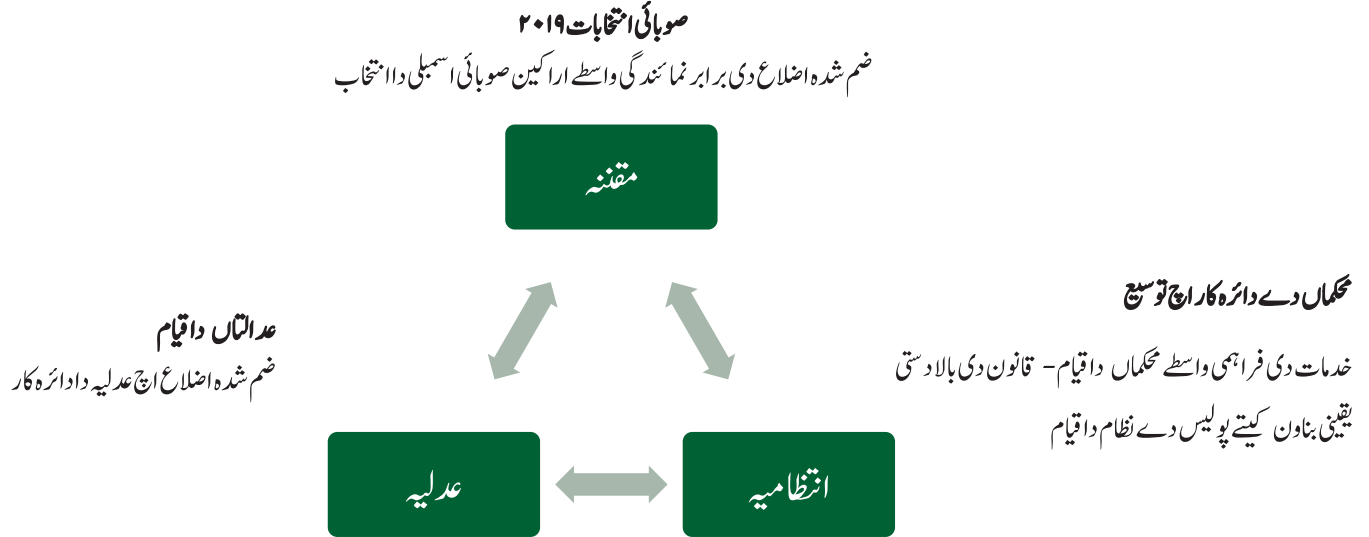 صوبائی انتخابات ۲۰۱۹
ضم شدہ اضلاع دی برابر نمائندگی واسطے اراکین صوبائی اسمبلی دا انتخاب
مقننہ
محکماں دے دائرہ کار اچ توسیع
خدمات دی فراہمی واسطے محکماں دا قیام - قانون دی بالا دستی
یقینی بناون کیتے پولیس دے نظام دا قیام
عدالتاں دا قیام
ضم شدہ اضلاع اچ عدلیہ دا دائرہ کار
انتظامیہ
عدلیہ